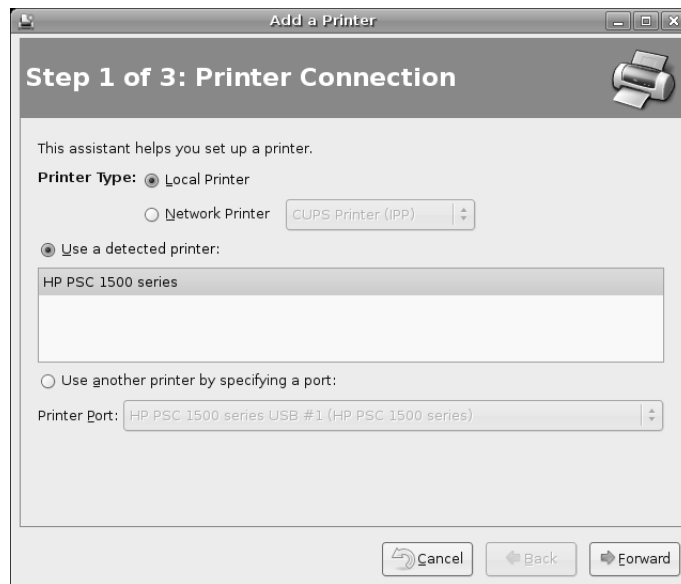 Add a Printer
Step 1 of 3: Printer Connection
This assistant helps you set up a printer.
Printer Type: Local Printer
Network Printer CUPS Printer (IPP)
Use a detected printer:
HP PSC 1500 series
Use another printer by specifying a port:
Printer Port: HP PSC 1500 series USB #1 (HP PSC 1500 series)
Cancel Back Forward